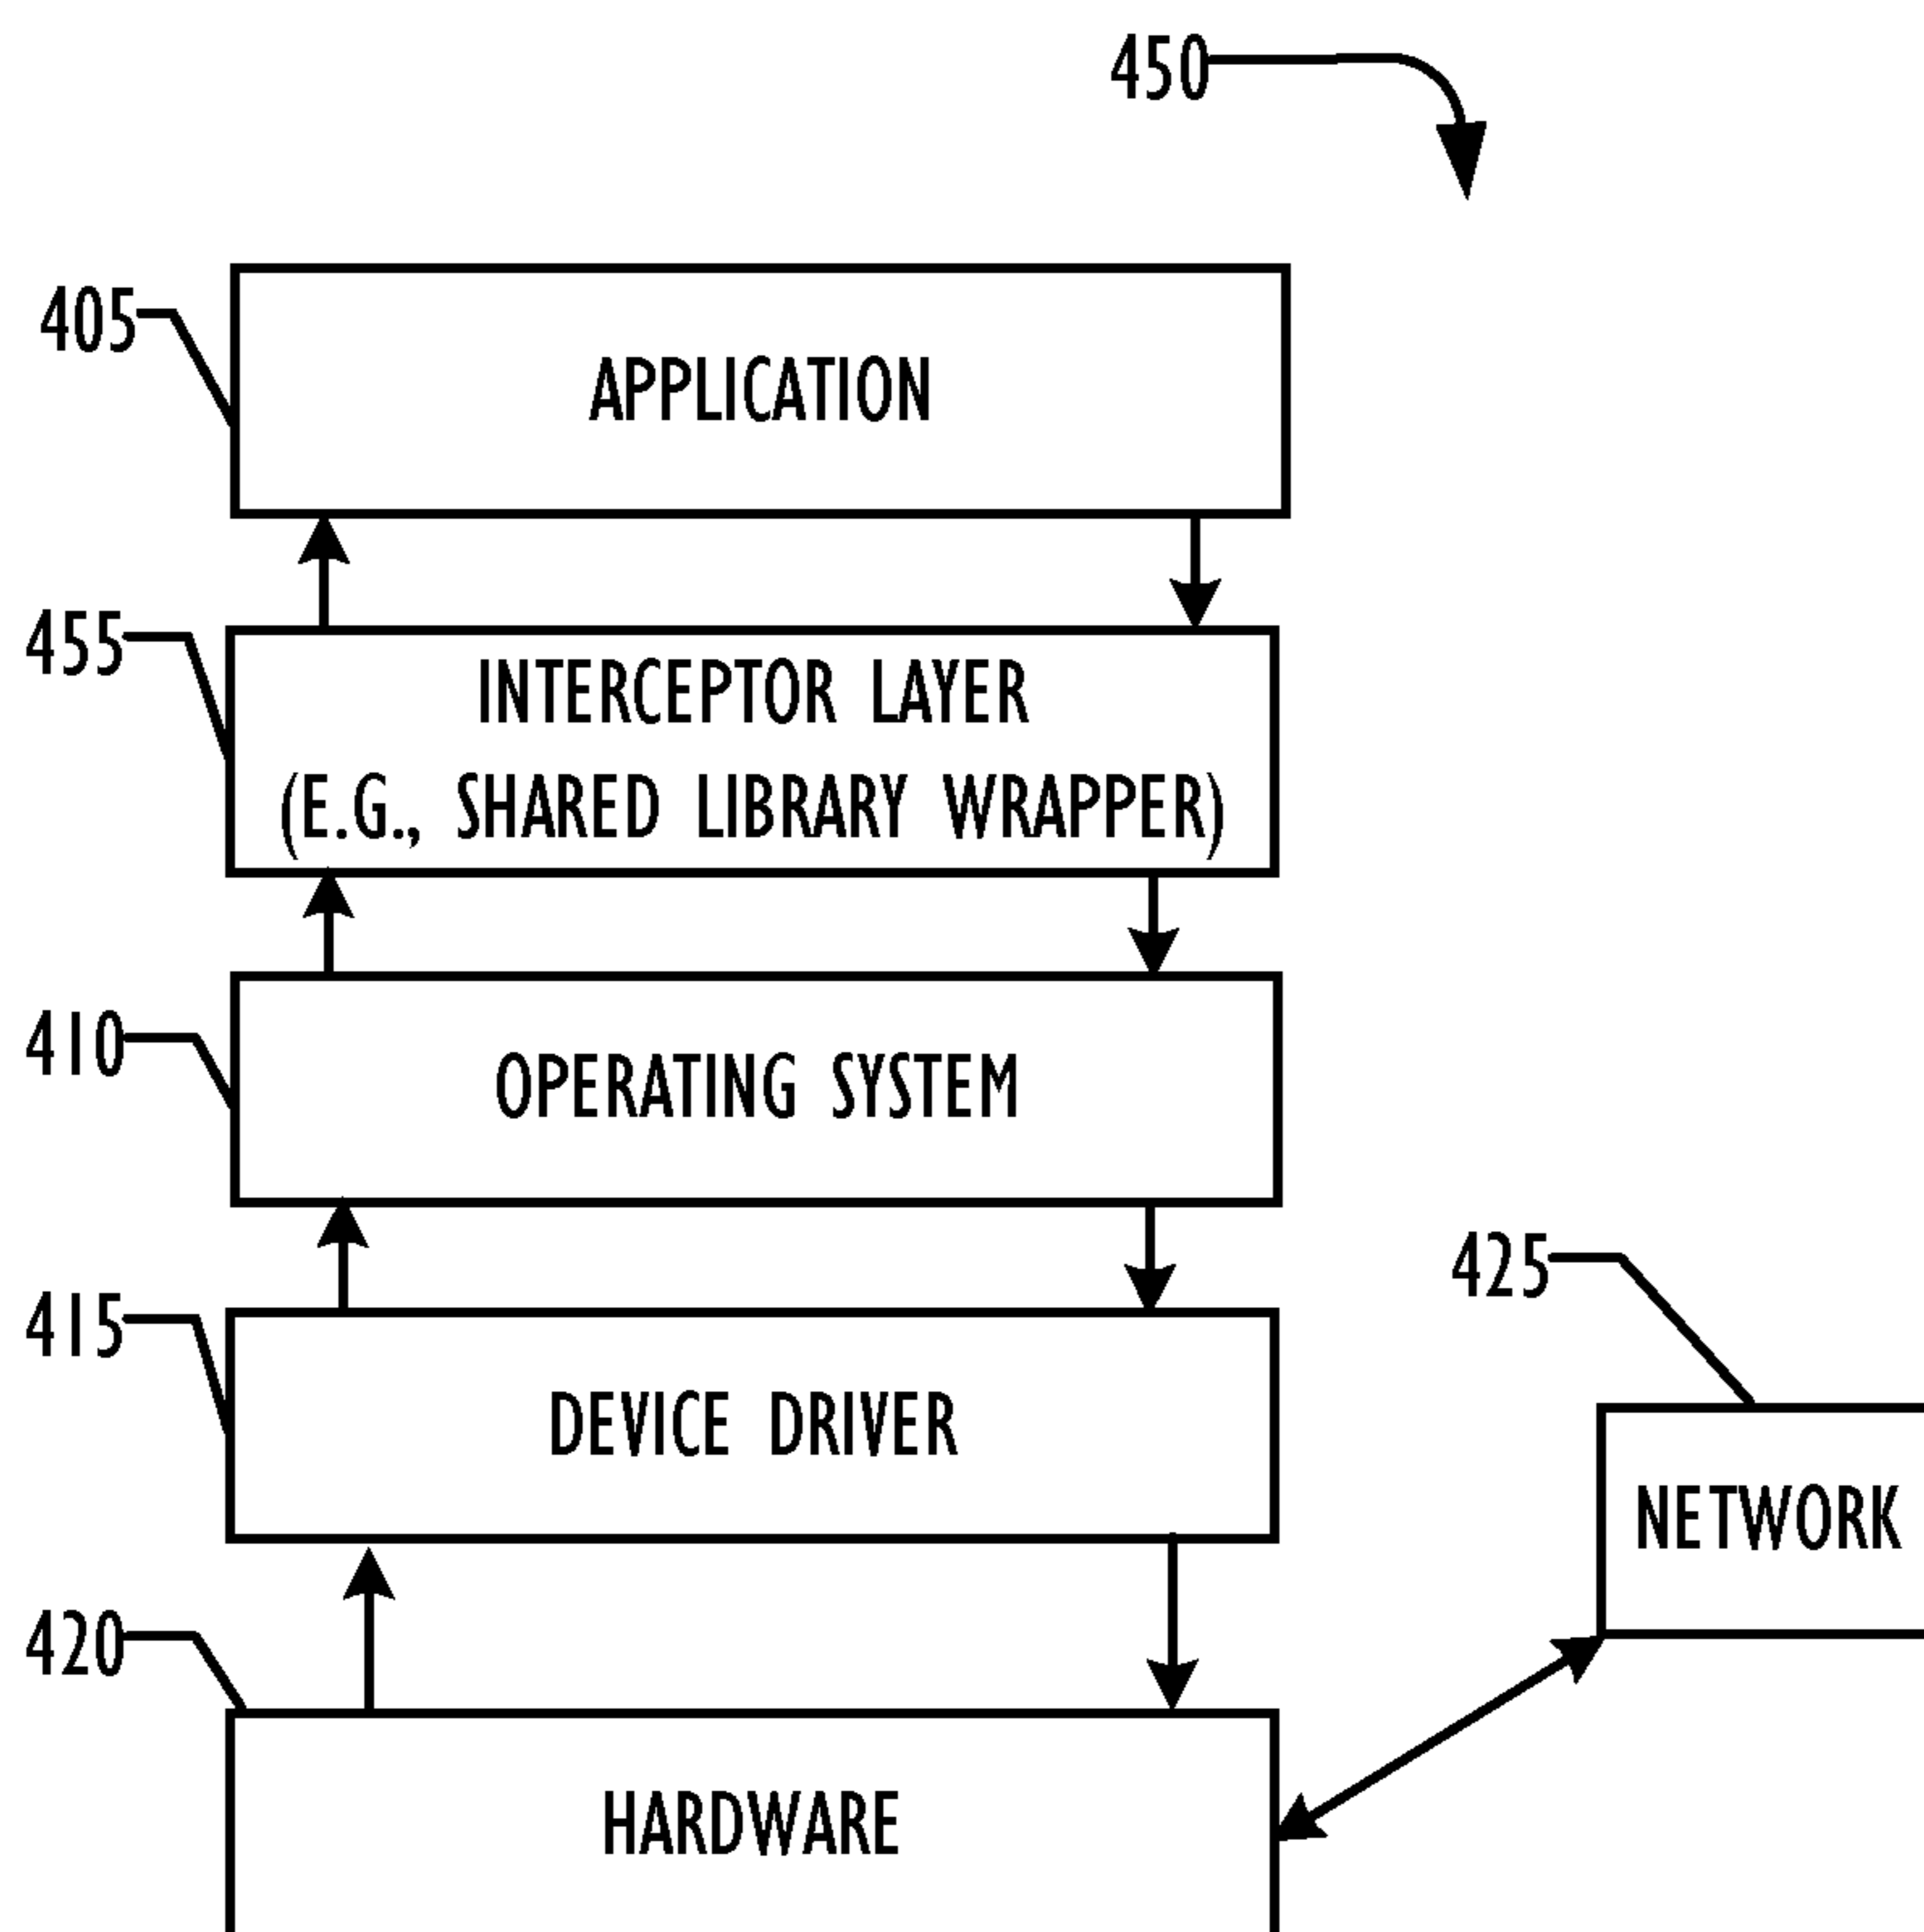 450
405
APPLICATION
455
INTERCEPTOR LAYER
(E.G., SHARED LIBRARY WRAPPER)
410
OPERATING SYSTEM
415
DEVICE DRIVER
425
NETWORK
420
HARDWARE